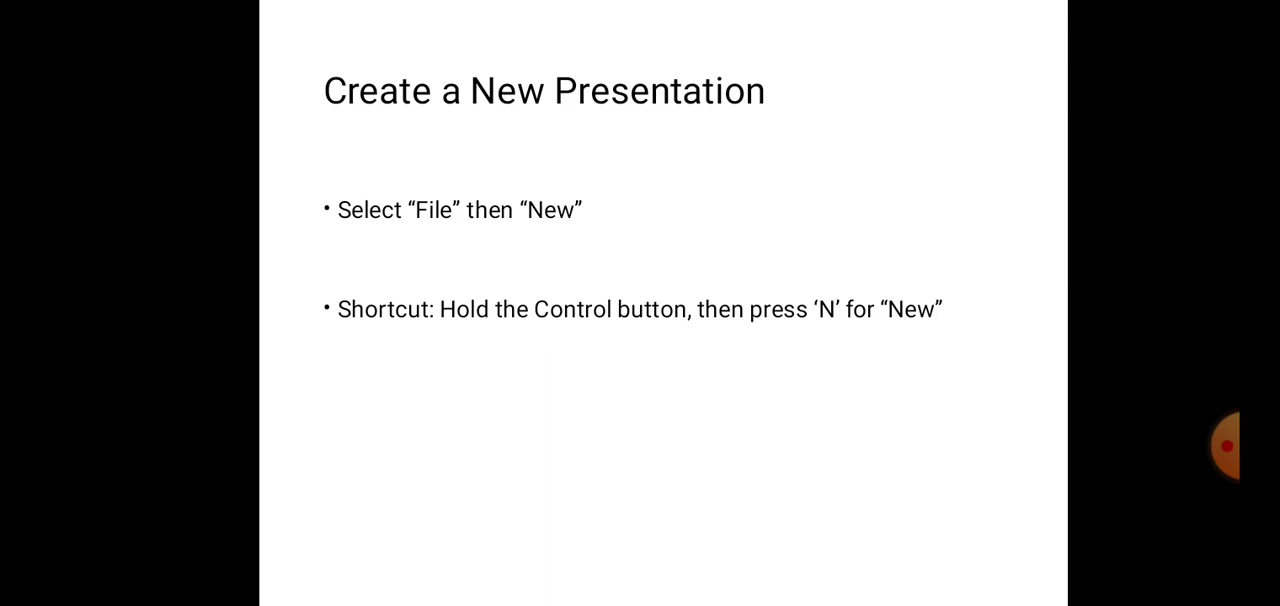 Create a New Presentation
• Select “File” then “New”
• Shortcut: Hold the Control button, then press ‘N’ for “New”